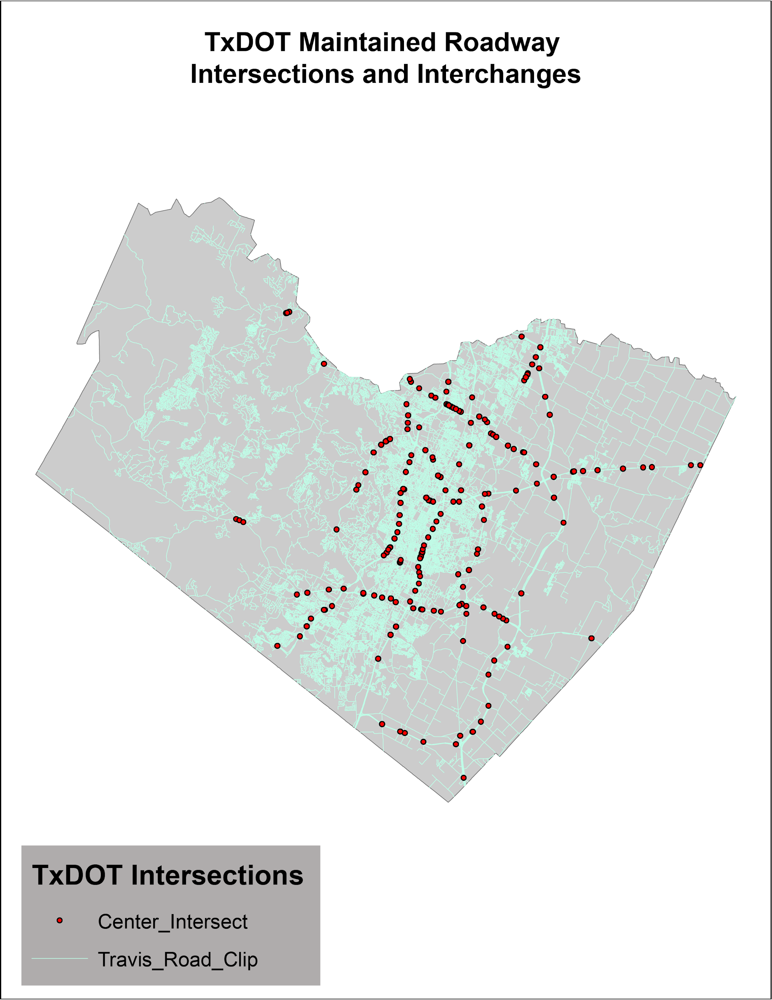 TxDOT Maintained Roadway
Intersections and Interchanges
TxDOT Intersections
Center_Intersect
Travis_Road_Clip